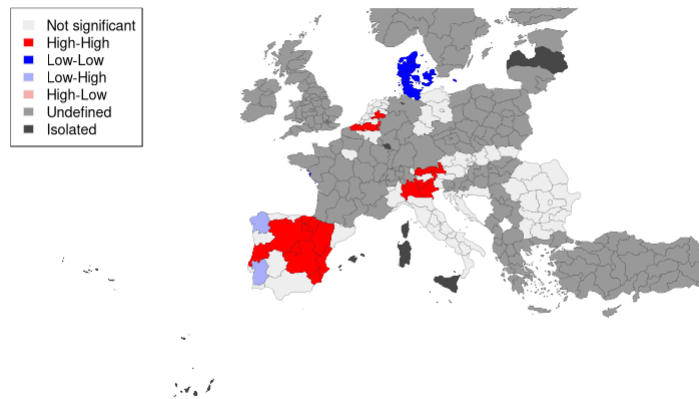 Not significant
High-High
Low-Low
Low-High
High-Low
Undefined
Isolated